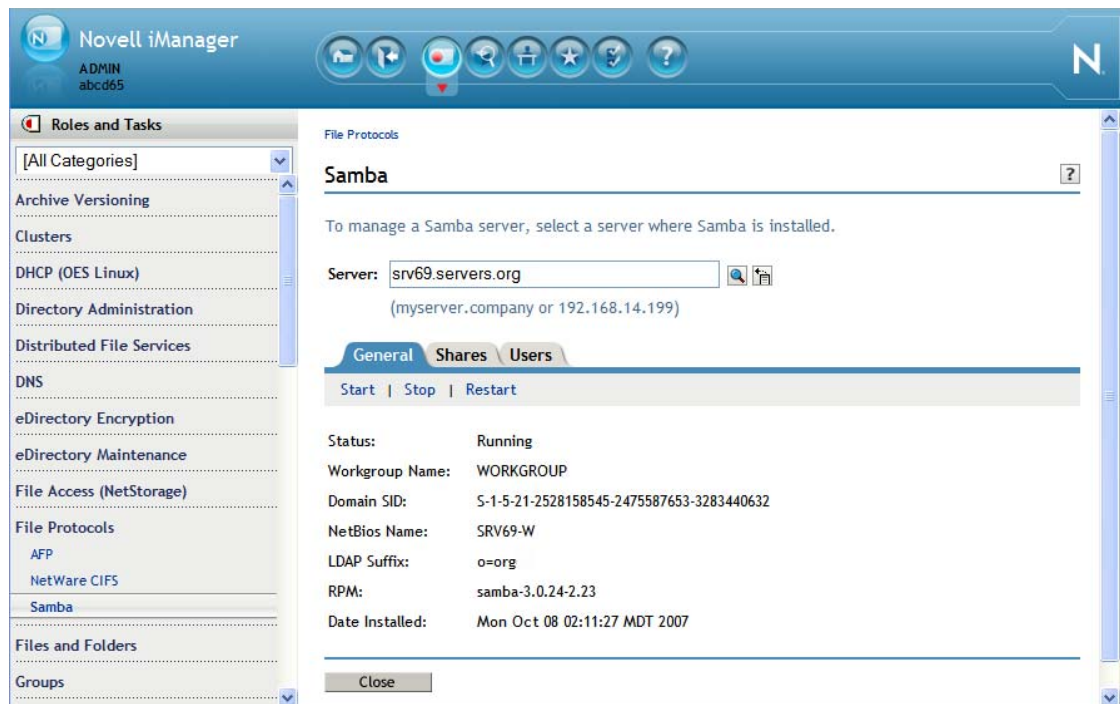 Novell iManager
ADMIN
abcd65
N
N
?
Roles and Tasks
[All Categories]
Archive Versioning
Clusters
DHCP (OES Linux)
Directory Administration
Distributed File Services
DNS
eDirectory Encryption
eDirectory Maintenance
File Access (NetStorage)
File Protocols
AFP
NetWare CIFS
Samba
Files and Folders
Groups
File Protocols
Samba
?
To manage a Samba server, select a server where Samba is installed.
Server: srv69.servers.org
(myserver.company or 192.168.14.199)
General Shares Users
Start | Stop | Restart
Status: Running
Workgroup Name: WORKGROUP
Domain SID: S-1-5-21-2528158545-2475587653-3283440632
NetBios Name: SRV69-W
LDAP Suffix: o=org
RPM: samba-3.0.24-2.23
Date Installed: Mon Oct 08 02:11:27 MDT 2007
Close